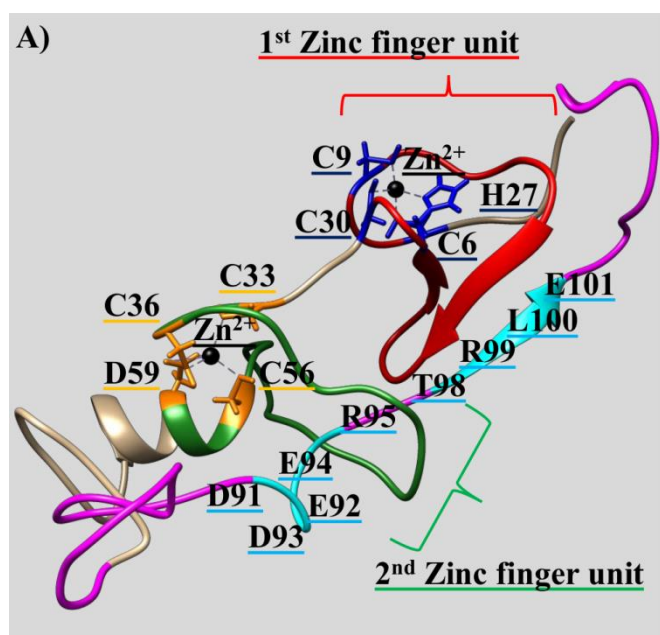 A)
1st Zinc finger unit
C9
Zn2+
H27
C30
C6
C33
E101
C36
L100
Zn2+
R99
D59
C56
T98
R95
E94
D91
E92
D93
2nd Zinc finger unit